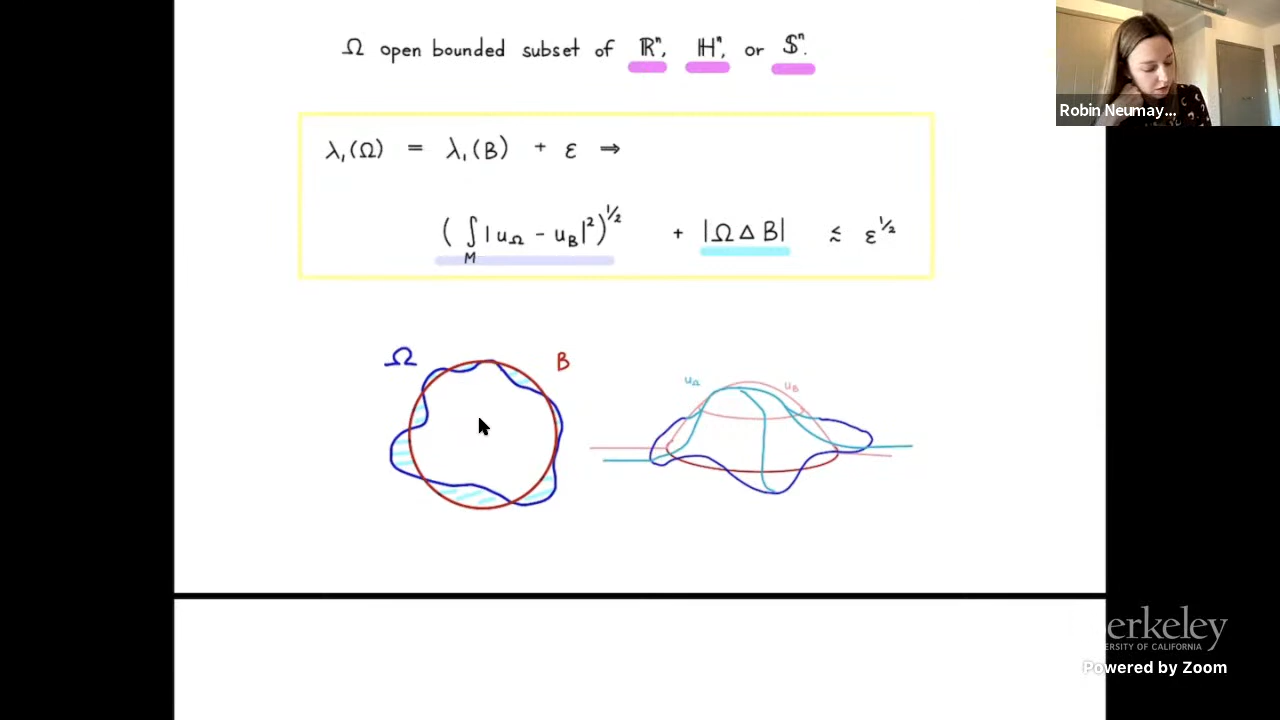 Ω open bounded subset of ℝⁿ, ℍⁿ, or 𝕊ⁿ.
Robin Neumay...
λ₁(Ω) = λ₁(B) + ε ⇒
( ∫_M |u_Ω - u_B|² )^{1/2} + |Ω Δ B| ≲ ε^{1/2}
Ω B
u_Ω u_B
erkeley
ERSITY OF CALIFORNIA
Powered by Zoom